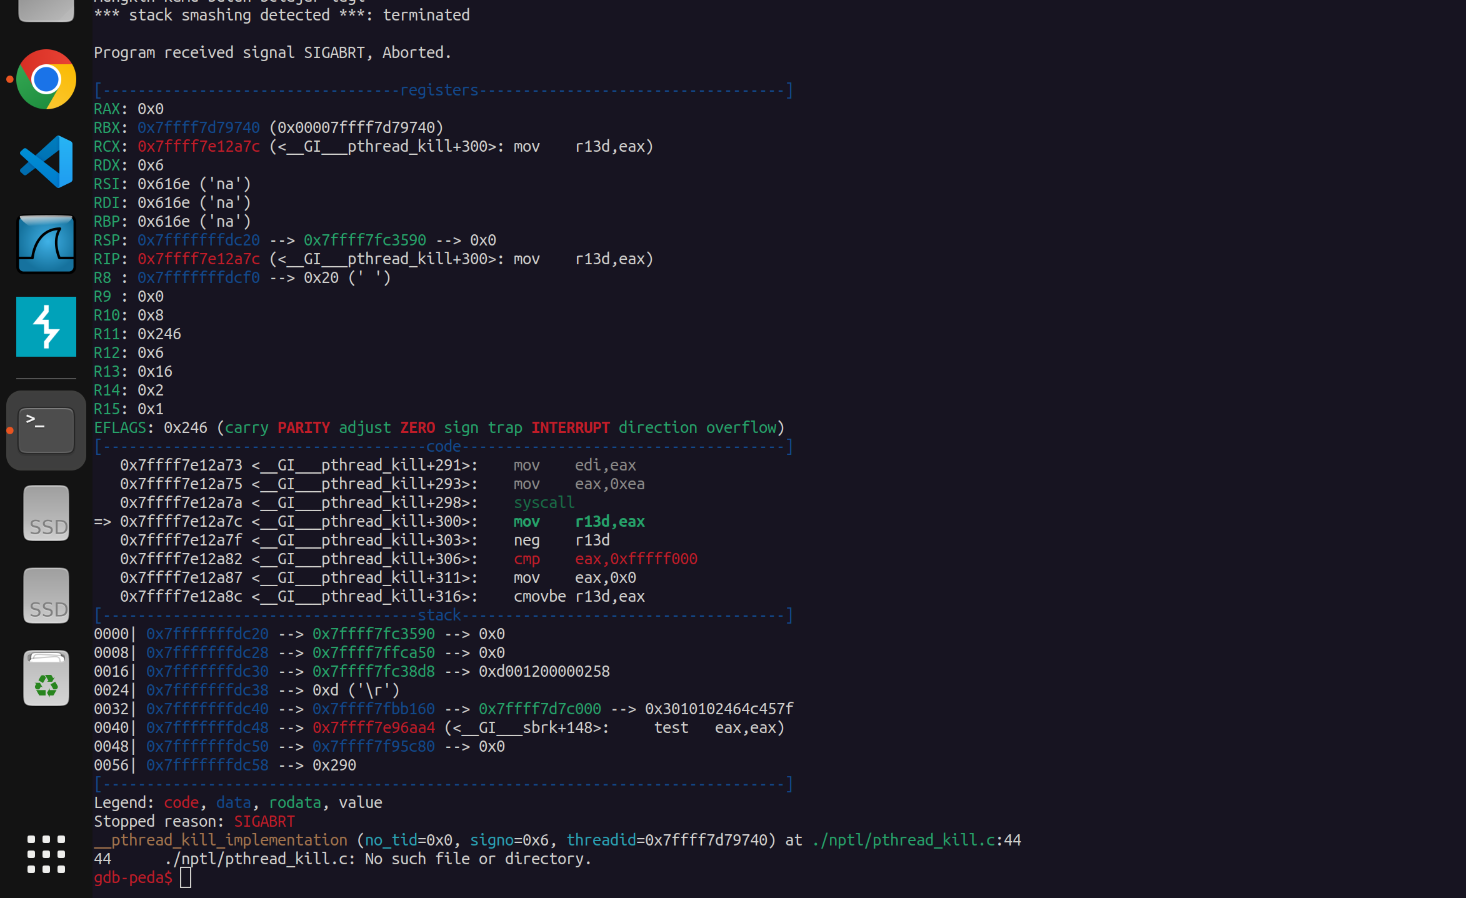 *** stack smashing detected ***: terminated
Program received signal SIGABRT, Aborted.
[----------------------------------registers-----------------------------------]
RAX: 0x0
RBX: 0x7ffff7d79740 (0x00007ffff7d79740)
RCX: 0x7ffff7e12a7c (<__GI___pthread_kill+300>: mov    r13d,eax)
RDX: 0x6
RSI: 0x616e ('na')
RDI: 0x616e ('na')
RBP: 0x616e ('na')
RSP: 0x7fffffffdc20 --> 0x7ffff7fc3590 --> 0x0
RIP: 0x7ffff7e12a7c (<__GI___pthread_kill+300>: mov    r13d,eax)
R8 : 0x7fffffffdcf0 --> 0x20 (' ')
R9 : 0x0
R10: 0x8
R11: 0x246
R12: 0x6
R13: 0x16
R14: 0x2
R15: 0x1
EFLAGS: 0x246 (carry PARITY adjust ZERO sign trap INTERRUPT direction overflow)
[-------------------------------------code-------------------------------------]
   0x7ffff7e12a73 <__GI___pthread_kill+291>:    mov    edi,eax
   0x7ffff7e12a75 <__GI___pthread_kill+293>:    mov    eax,0xea
   0x7ffff7e12a7a <__GI___pthread_kill+298>:    syscall
=> 0x7ffff7e12a7c <__GI___pthread_kill+300>:    mov    r13d,eax
   0x7ffff7e12a7f <__GI___pthread_kill+303>:    neg    r13d
   0x7ffff7e12a82 <__GI___pthread_kill+306>:    cmp    eax,0xfffff000
   0x7ffff7e12a87 <__GI___pthread_kill+311>:    mov    eax,0x0
   0x7ffff7e12a8c <__GI___pthread_kill+316>:    cmovbe r13d,eax
[------------------------------------stack-------------------------------------]
0000| 0x7fffffffdc20 --> 0x7ffff7fc3590 --> 0x0
0008| 0x7fffffffdc28 --> 0x7ffff7ffca50 --> 0x0
0016| 0x7fffffffdc30 --> 0x7ffff7fc38d8 --> 0xd001200000258
0024| 0x7fffffffdc38 --> 0xd ('\r')
0032| 0x7fffffffdc40 --> 0x7ffff7fbb160 --> 0x7ffff7d7c000 --> 0x3010102464c457f
0040| 0x7fffffffdc48 --> 0x7ffff7e96aa4 (<__GI___sbrk+148>:     test   eax,eax)
0048| 0x7fffffffdc50 --> 0x7ffff7f95c80 --> 0x0
0056| 0x7fffffffdc58 --> 0x290
[------------------------------------------------------------------------------]
Legend: code, data, rodata, value
Stopped reason: SIGABRT
__pthread_kill_implementation (no_tid=0x0, signo=0x6, threadid=0x7ffff7d79740) at ./nptl/pthread_kill.c:44
44      ./nptl/pthread_kill.c: No such file or directory.
gdb-peda$
SSD
SSD